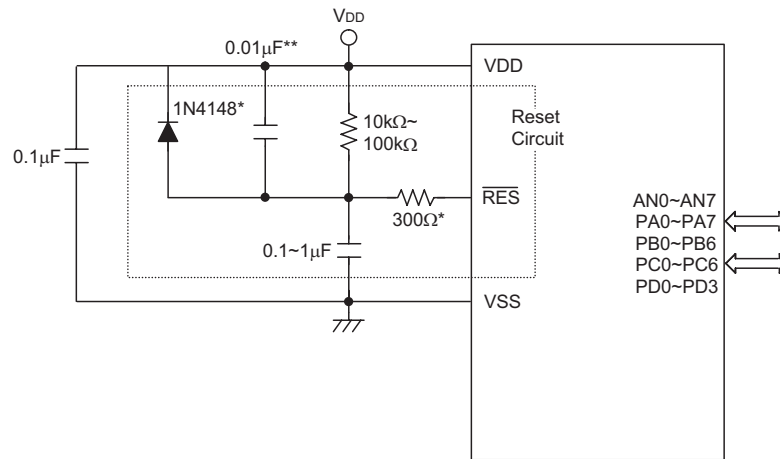 VDD
0.01μF**
VDD
1N4148*
10kΩ~
100kΩ
Reset
Circuit
0.1μF
RES
300Ω*
0.1~1μF
VSS
AN0~AN7
PA0~PA7
PB0~PB6
PC0~PC6
PD0~PD3